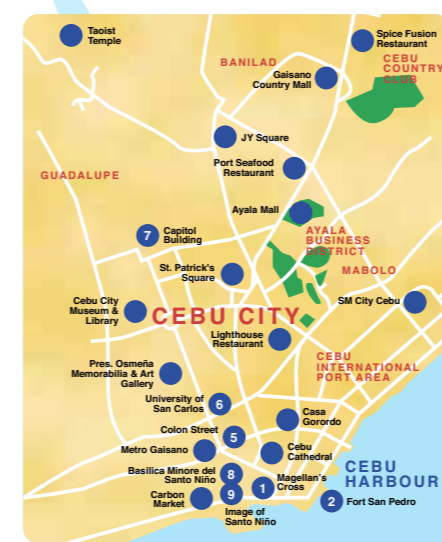 Taoist
Temple
Spice Fusion
Restaurant
BANILAD
CEBU
COUNTRY
CLUB
Gaisano
Country Mall
JY Square
Port Seafood
Restaurant
GUADALUPE
Ayala Mall
7
Capitol
Building
AYALA
BUSINESS
DISTRICT
St. Patrick's
Square
MABOLO
Cebu City
Museum &
Library
CEBU CITY
SM City Cebu
Lighthouse
Restaurant
CEBU
INTERNATIONAL
PORT AREA
Pres. Osmeña
Memorabilia & Art
Gallery
University of
San Carlos
6
Casa
Gorordo
Colon Street
5
Metro Gaisano
Cebu
Cathedral
Basilica Minore del
Santo Niño
8
Magellan's
Cross
1
CEBU
HARBOUR
Carbon
Market
9
Image of
Santo Niño
2
Fort San Pedro